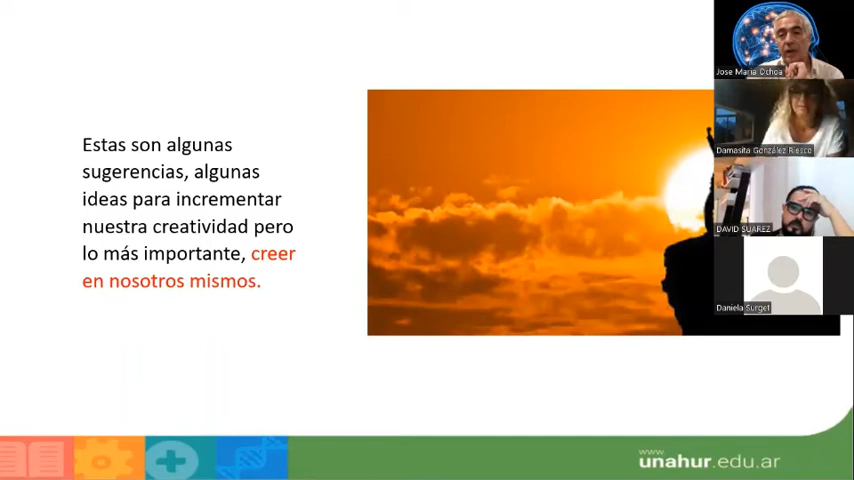 Estas son algunas
sugerencias, algunas
ideas para incrementar
nuestra creatividad pero
lo más importante, creer
en nosotros mismos.
Jose Maria Ochoa
Damasita González Riesco
DAVID SUAREZ
Daniela Surget
www
unahur.edu.ar